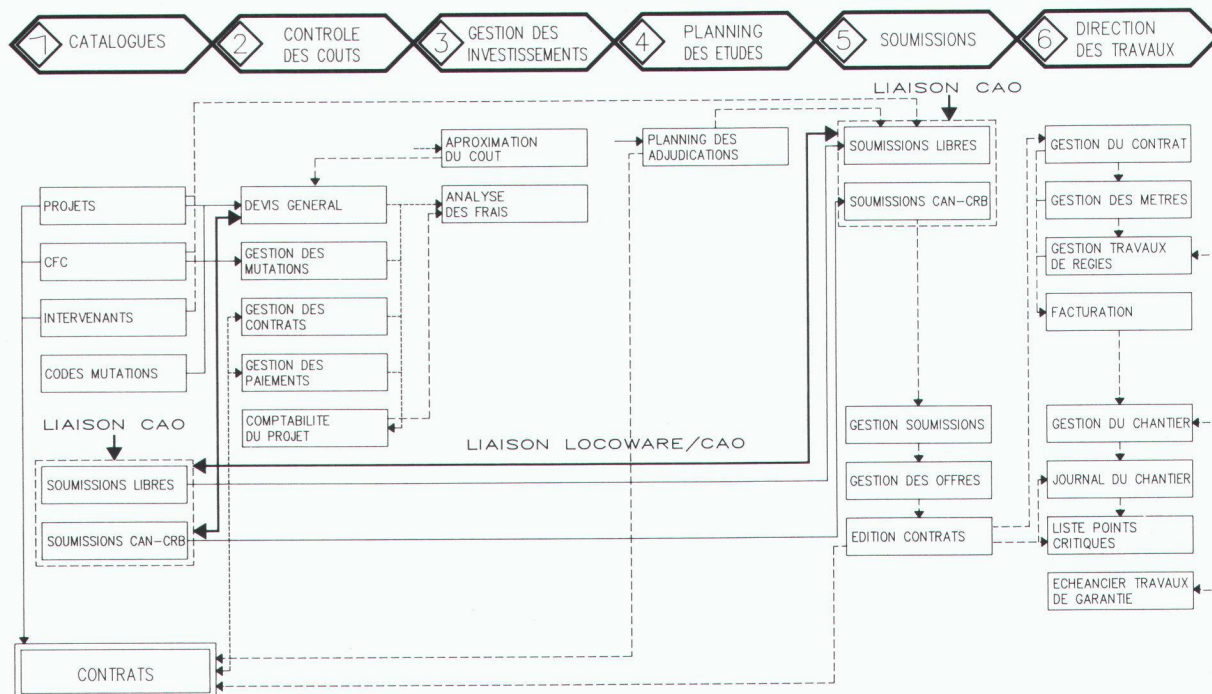 1 CATALOGUES
2 CONTROLE
DES COUTS
3 GESTION DES
INVESTISSEMENTS
4 PLANNING
DES ETUDES
5 SOUMISSIONS
6 DIRECTION
DES TRAVAUX
PROJETS
CFC
INTERVENANTS
CODES MUTATIONS
LIAISON CAO
SOUMISSIONS LIBRES
SOUMISSIONS CAN-CRB
CONTRATS
DEVIS GENERAL
GESTION DES
MUTATIONS
GESTION DES
CONTRATS
GESTION DES
PAIEMENTS
COMPTABILITE
DU PROJET
APROXIMATION
DU COUT
ANALYSE
DES FRAIS
LIAISON LOCOWARE/CAO
PLANNING DES
ADJUDICATIONS
LIAISON CAO
SOUMISSIONS LIBRES
SOUMISSIONS CAN-CRB
GESTION SOUMISSIONS
GESTION DES OFFRES
EDITION CONTRATS
GESTION DU CONTRAT
GESTION DES METRES
GESTION TRAVAUX
DE REGIES
FACTURATION
GESTION DU CHANTIER
JOURNAL DU CHANTIER
LISTE POINTS
CRITIQUES
ECHEANCIER TRAVAUX
DE GARANTIE